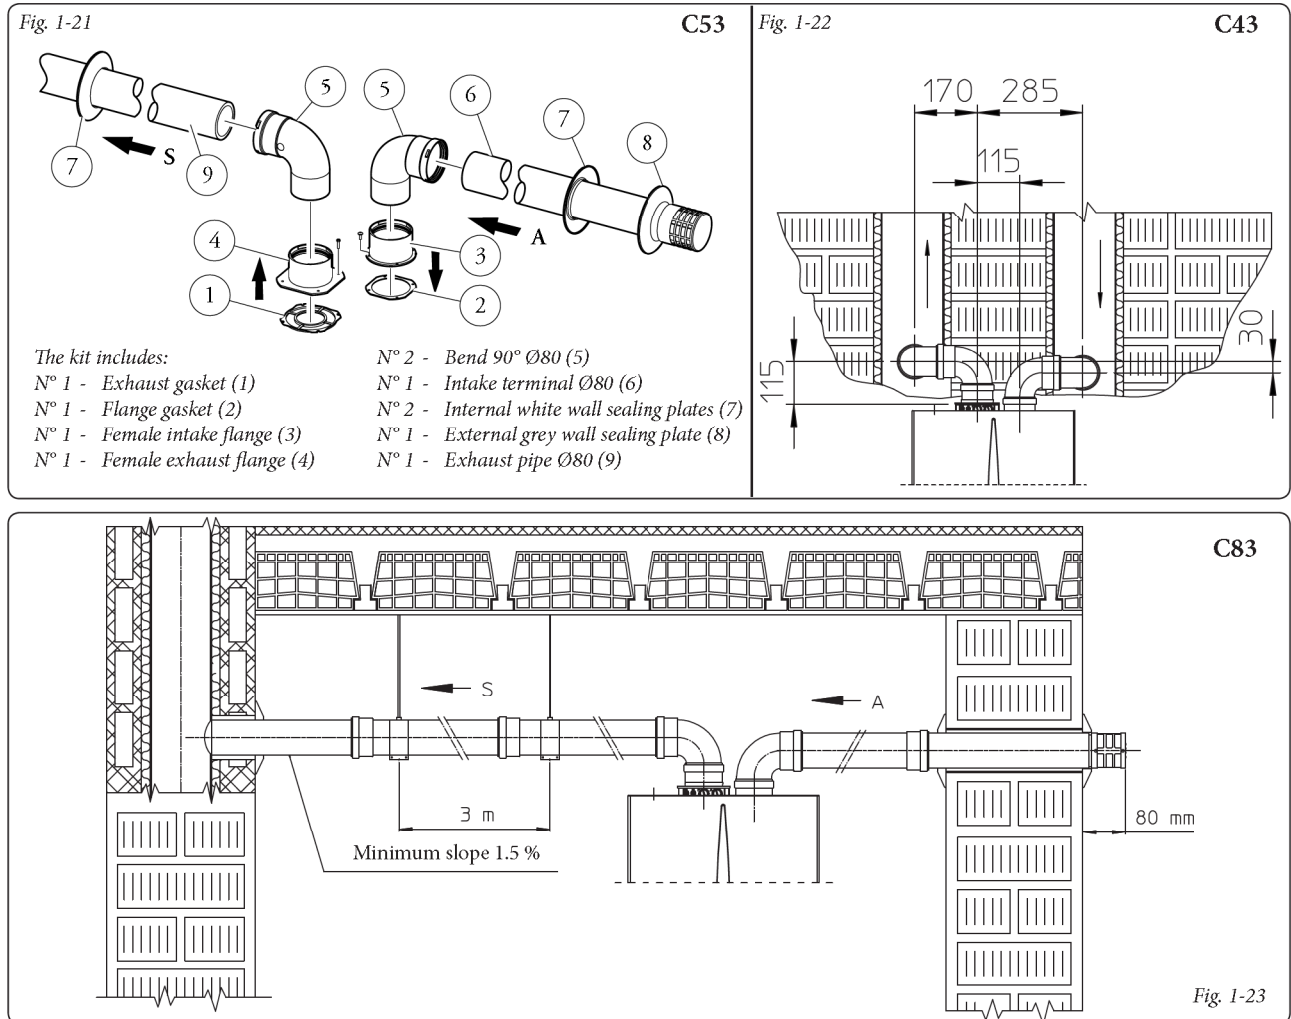 Fig. 1-21
C53
5
5
6
7
8
7
S
9
A
4
3
1
2
The kit includes:
N° 1 - Exhaust gasket (1)
N° 1 - Flange gasket (2)
N° 1 - Female intake flange (3)
N° 1 - Female exhaust flange (4)
N° 2 - Bend 90° Ø80 (5)
N° 1 - Intake terminal Ø80 (6)
N° 2 - Internal white wall sealing plates (7)
N° 1 - External grey wall sealing plate (8)
N° 1 - Exhaust pipe Ø80 (9)
Fig. 1-22
C43
170
285
115
30
115
C83
S
A
3 m
80 mm
Minimum slope 1.5 %
Fig. 1-23